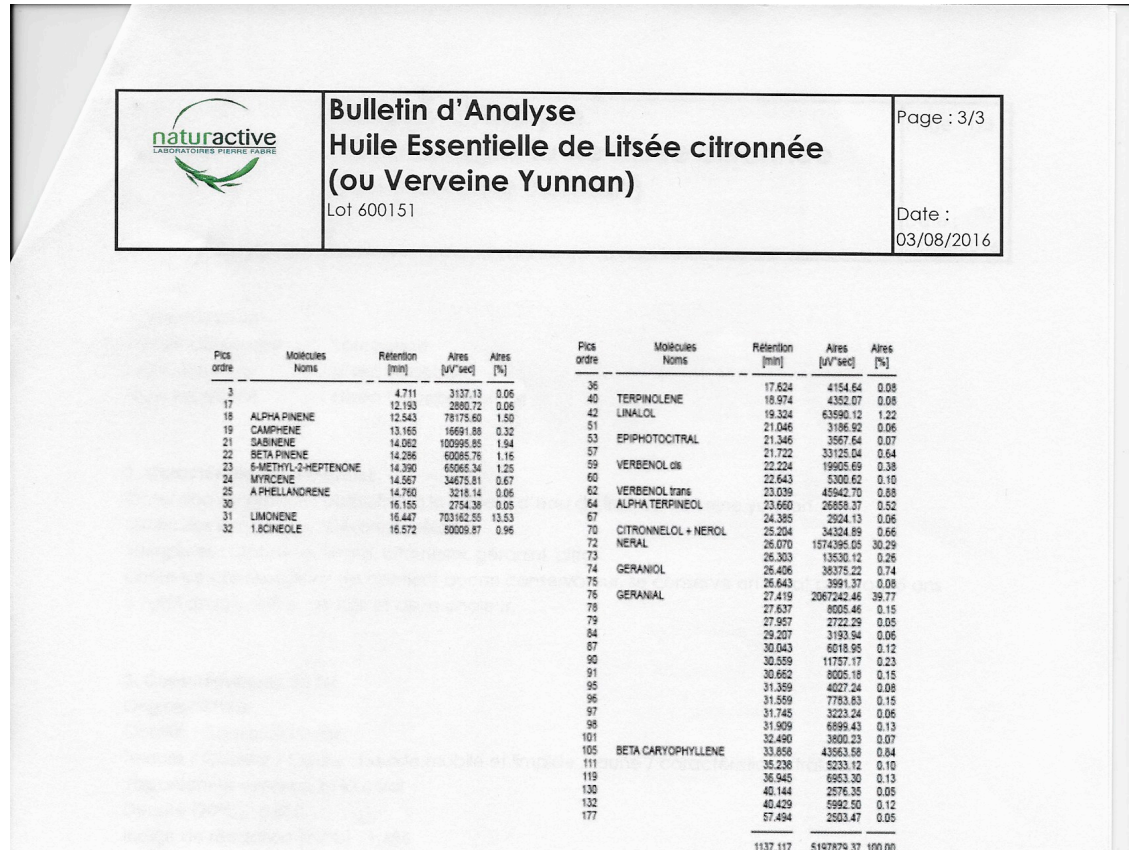 naturactive
LABORATOIRES PIERRE FABRE
Bulletin d'Analyse
Huile Essentielle de Litsée citronnée
(ou Verveine Yunnan)
Lot 600151
Page : 3/3
Date :
03/08/2016
Pics Molécules Rétention Aires Aires
ordre Noms [min] [uV*sec] [%]
3 4.711 3137.13 0.06
17 12.193 2880.72 0.06
18 ALPHA PINENE 12.543 78175.60 1.50
19 CAMPHENE 13.165 16691.88 0.32
21 SABINENE 14.062 100995.85 1.94
22 BETA PINENE 14.286 60085.76 1.16
23 6-METHYL-2-HEPTENONE 14.390 65065.34 1.25
24 MYRCENE 14.567 34675.81 0.67
25 A PHELLANDRENE 14.760 3218.14 0.06
30 16.155 2754.38 0.05
31 LIMONENE 16.447 703162.55 13.53
32 1.8CINEOLE 16.572 50009.87 0.96
Pics Molécules Rétention Aires Aires
ordre Noms [min] [uV*sec] [%]
36 17.624 4154.64 0.08
40 TERPINOLENE 18.974 4352.07 0.08
42 LINALOL 19.324 63590.12 1.22
51 21.046 3186.92 0.06
53 EPIPHOTOCITRAL 21.346 3567.64 0.07
57 21.722 33125.04 0.64
59 VERBENOL cis 22.224 19905.69 0.38
60 22.643 5300.62 0.10
62 VERBENOL trans 23.039 45942.70 0.88
64 ALPHA TERPINEOL 23.660 26858.37 0.52
67 24.385 2924.13 0.06
70 CITRONNELOL + NEROL 25.204 34324.89 0.66
72 NERAL 26.070 1574395.05 30.29
73 26.303 13530.12 0.26
74 GERANIOL 26.406 38375.22 0.74
75 26.643 3991.37 0.08
76 GERANIAL 27.419 2067242.46 39.77
78 27.637 8005.46 0.15
79 27.957 2722.29 0.05
84 29.207 3193.94 0.06
87 30.043 6018.95 0.12
90 30.559 11757.17 0.23
91 30.662 8005.18 0.15
95 31.359 4027.24 0.08
96 31.559 7783.83 0.15
97 31.745 3223.24 0.06
98 31.909 6899.43 0.13
101 32.490 3800.23 0.07
105 BETA CARYOPHYLLENE 33.858 43563.58 0.84
111 35.238 5233.12 0.10
119 36.945 6953.30 0.13
130 40.144 2576.35 0.05
132 40.429 5992.50 0.12
177 57.494 2503.47 0.05
1137.117 5197879.37 100.00